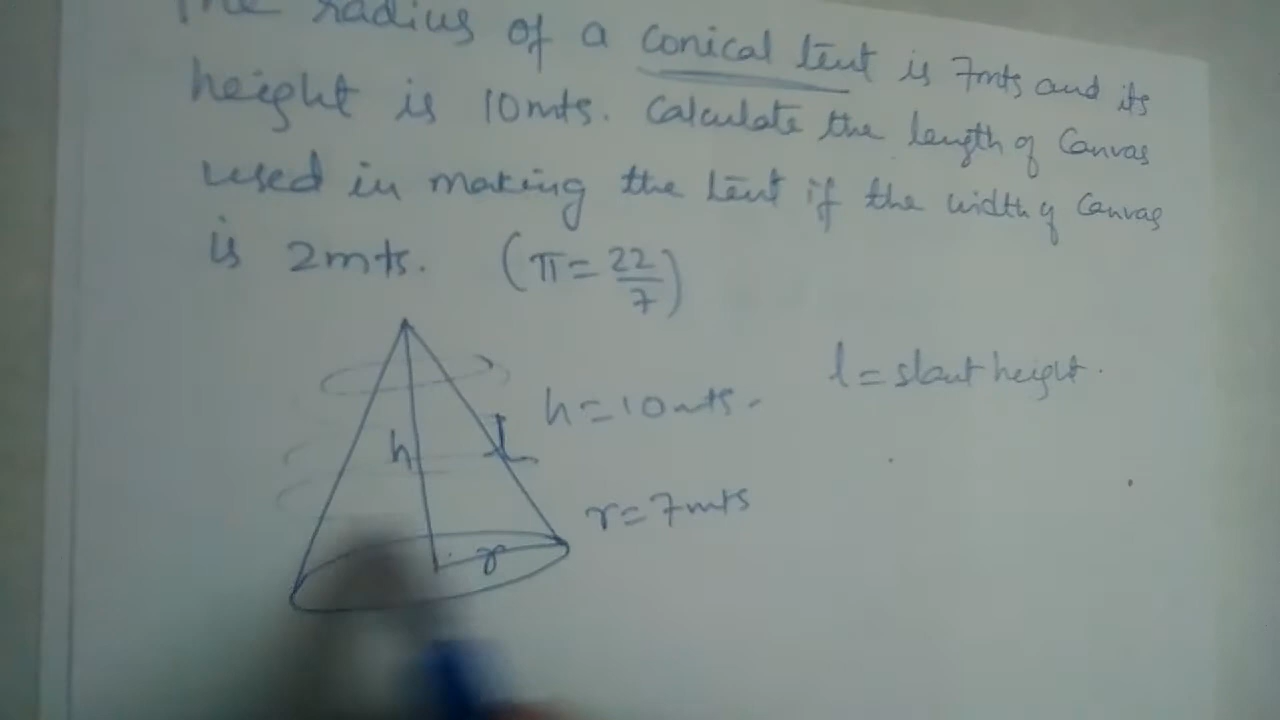 The radius of a conical tent is 7mts and its
height is 10mts. Calculate the length of Canvas
used in making the tent if the width of Canvas
is 2mts. (π=22/7)
l=slant height.
h=10mts.
h
L
r=7mts
r